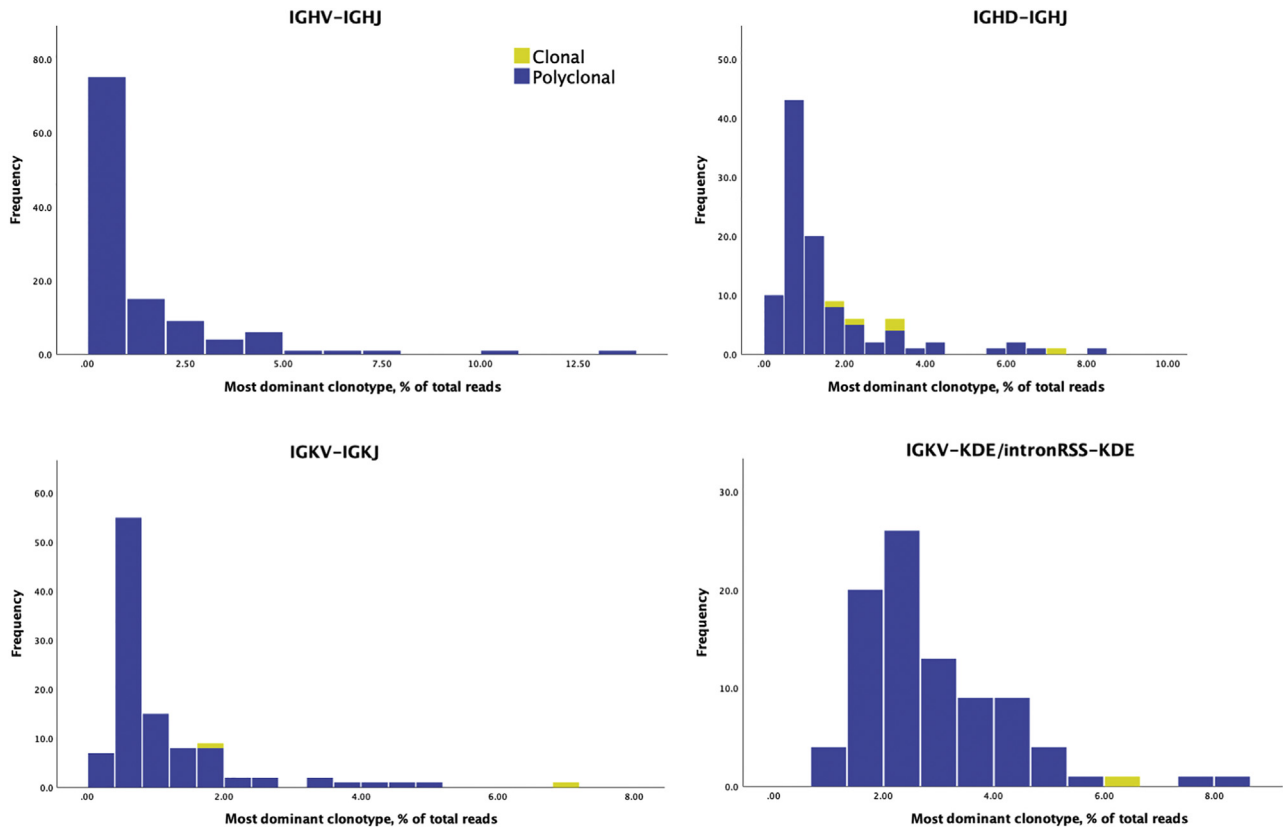 IGHV-IGHJ
80.0
60.0
40.0
20.0
0.0
Frequency
Clonal
Polyclonal
.00 2.50 5.00 7.50 10.00 12.50
Most dominant clonotype, % of total reads
IGHD-IGHJ
50.0
40.0
30.0
20.0
10.0
0.0
Frequency
.00 2.00 4.00 6.00 8.00 10.00
Most dominant clonotype, % of total reads
IGKV-IGKJ
60.0
50.0
40.0
30.0
20.0
10.0
0.0
Frequency
.00 2.00 4.00 6.00 8.00
Most dominant clonotype, % of total reads
IGKV-KDE/intronRSS-KDE
30.0
20.0
10.0
0.0
Frequency
.00 2.00 4.00 6.00 8.00
Most dominant clonotype, % of total reads